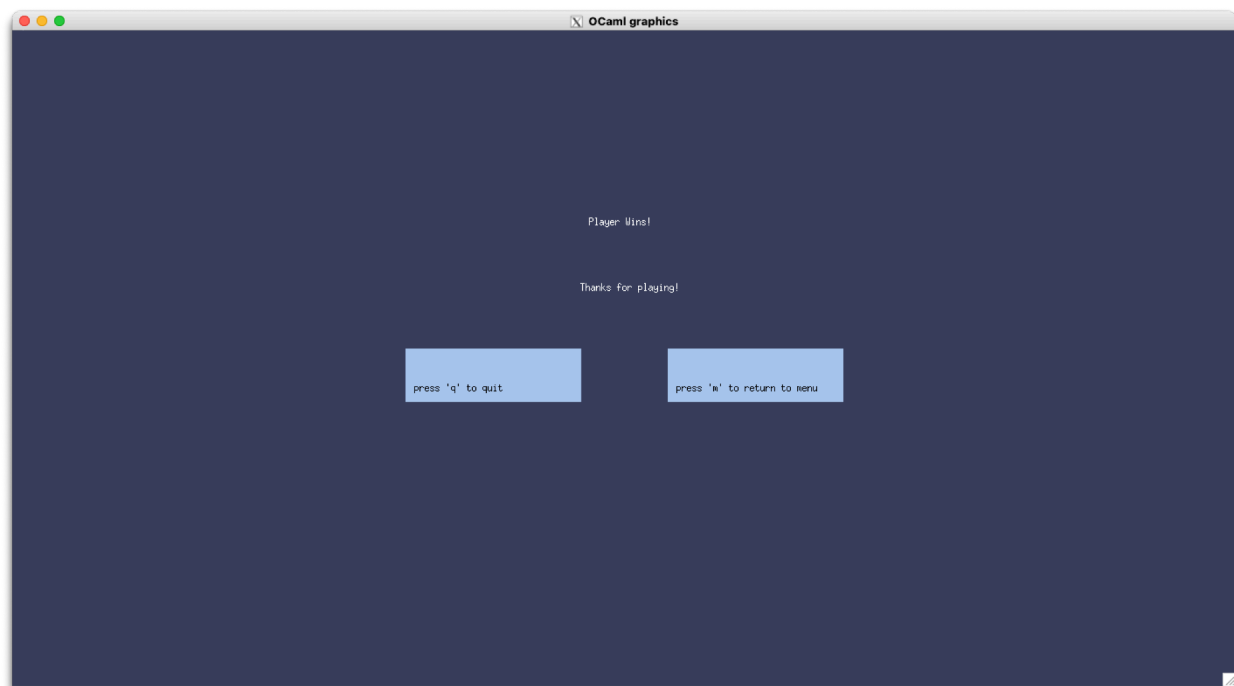 OCaml graphics
Player Wins!
Thanks for playing!
press 'q' to quit
press 'm' to return to menu